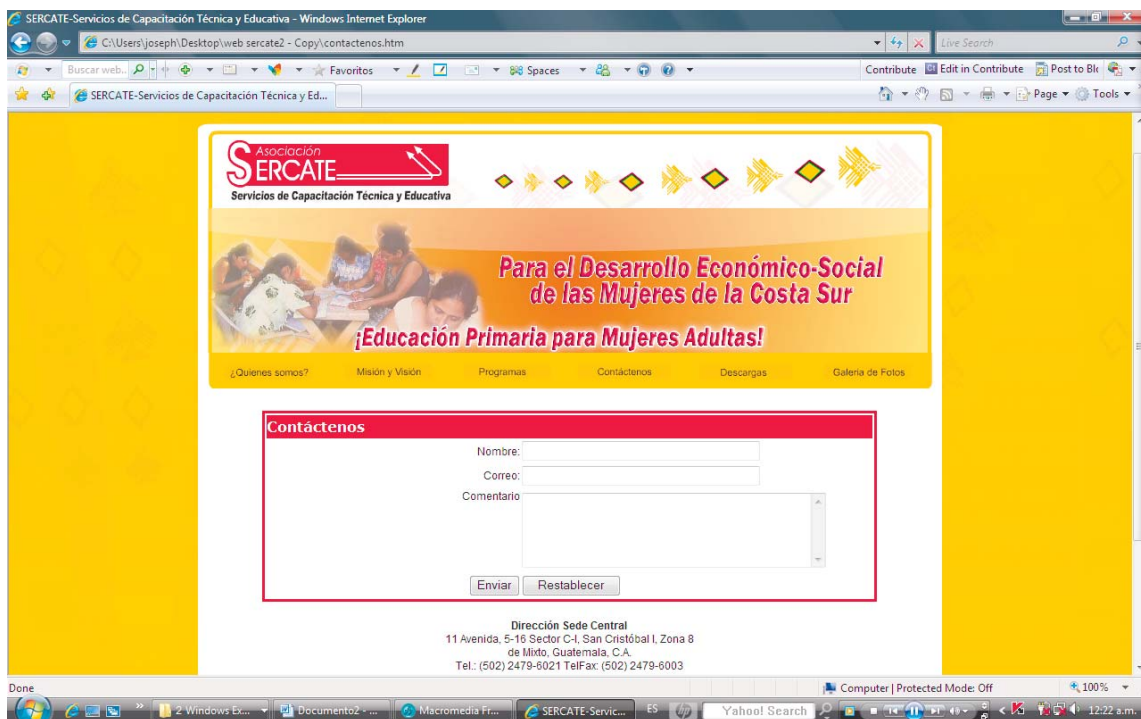 SERCATE-Servicios de Capacitación Técnica y Educativa - Windows Internet Explorer
C:\Users\joseph\Desktop\web sercate2 - Copy\contactenos.htm
Live Search
Buscar web..
Favoritos
Spaces
Contribute
Edit in Contribute
Post to Bl
SERCATE-Servicios de Capacitación Técnica y Ed...
Page
Tools
Asociación
SERCATE
Servicios de Capacitación Técnica y Educativa
Para el Desarrollo Económico-Social
de las Mujeres de la Costa Sur
¡Educación Primaria para Mujeres Adultas!
¿Quienes somos?
Misión y Visión
Programas
Contáctenos
Descargas
Galeria de Fotos
Contáctenos
Nombre:
Correo:
Comentario
Enviar
Restablecer
Dirección Sede Central
11 Avenida, 5-16 Sector C-I, San Cristóbal I, Zona 8
de Mixto, Guatemala, C.A.
Tel.: (502) 2479-6021 TelFax: (502) 2479-6003
Done
Computer | Protected Mode: Off
100%
2 Windows Ex...
Documento2 - ...
Macromedia Fr...
SERCATE-Servic...
ES
hp
Yahoo! Search
12:22 a.m.